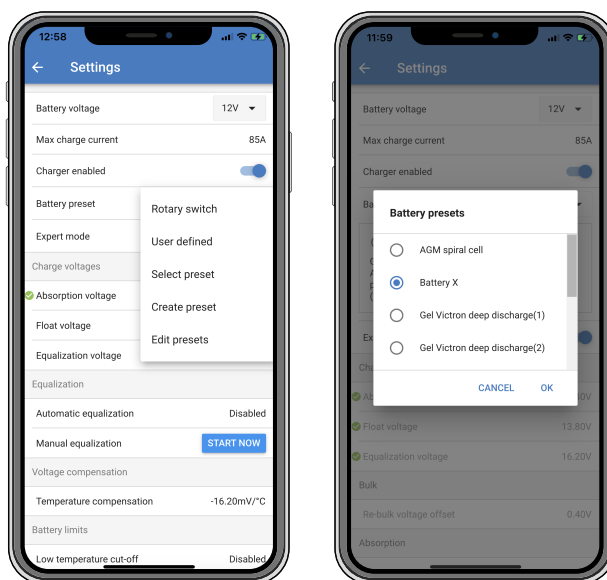 12:58
Settings
Battery voltage 12V
Max charge current 85A
Charger enabled
Battery preset
Expert mode
Rotary switch
User defined
Select preset
Create preset
Edit presets
Charge voltages
Absorption voltage
Float voltage
Equalization voltage
Equalization
Automatic equalization Disabled
Manual equalization START NOW
Voltage compensation
Temperature compensation -16.20mV/°C
Battery limits
Low temperature cut-off Disabled
11:59
Settings
Battery voltage 12V
Max charge current 85A
Charger enabled
Ba
Battery presets
AGM spiral cell
Battery X
Gel Victron deep discharge(1)
Gel Victron deep discharge(2)
CANCEL OK
Ex
Float voltage 13.80V
Equalization voltage 16.20V
Bulk
Re-bulk voltage offset 0.40V
Absorption